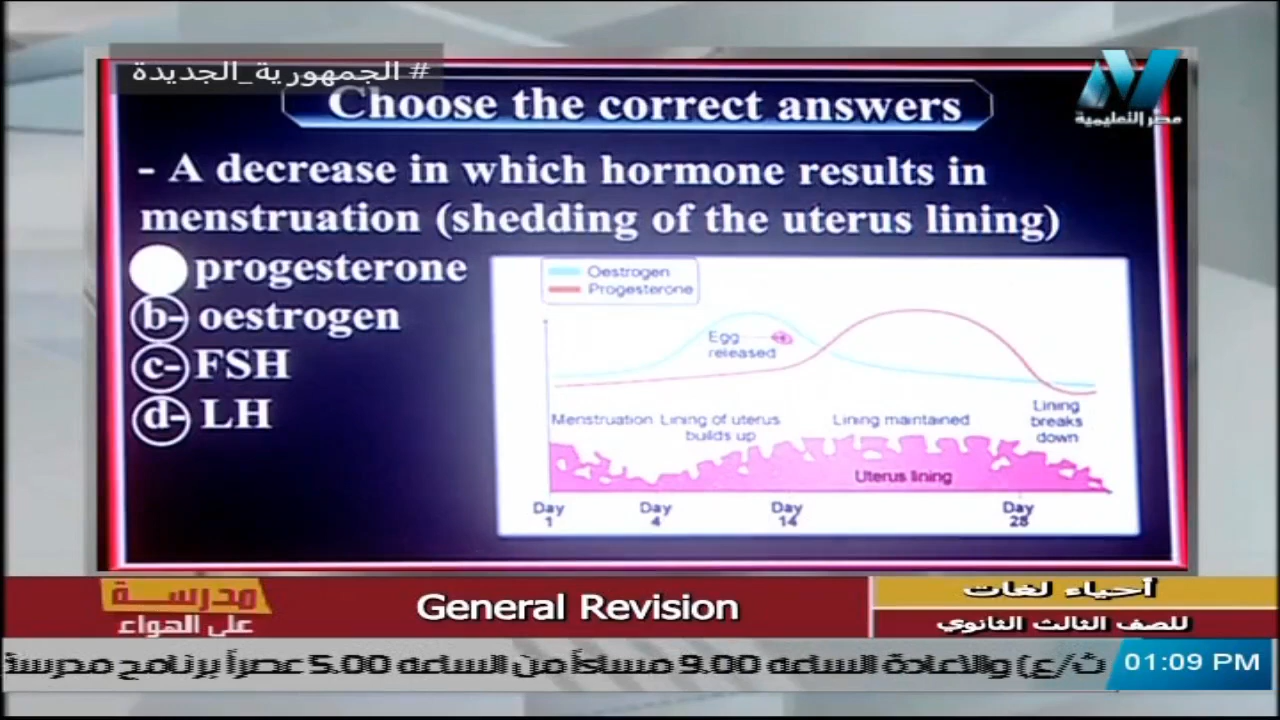 # الجمهورية_الجديدة
مصر التعليمية
Choose the correct answers
- A decrease in which hormone results in
menstruation (shedding of the uterus lining)
progesterone
b- oestrogen
c- FSH
d- LH
Oestrogen
Progesterone
Egg
released
Menstruation
Lining of uterus
builds up
Lining maintained
Lining
breaks
down
Uterus lining
Day
1
Day
4
Day
14
Day
28
مدرسة
على الهواء
General Revision
أحياء لغات
للصف الثالث الثانوي
ث/ع) والاعادة الساعه 9.00 مساءاً من الساعه 5.00 عصراً برنامج مدرسة
01:09 PM